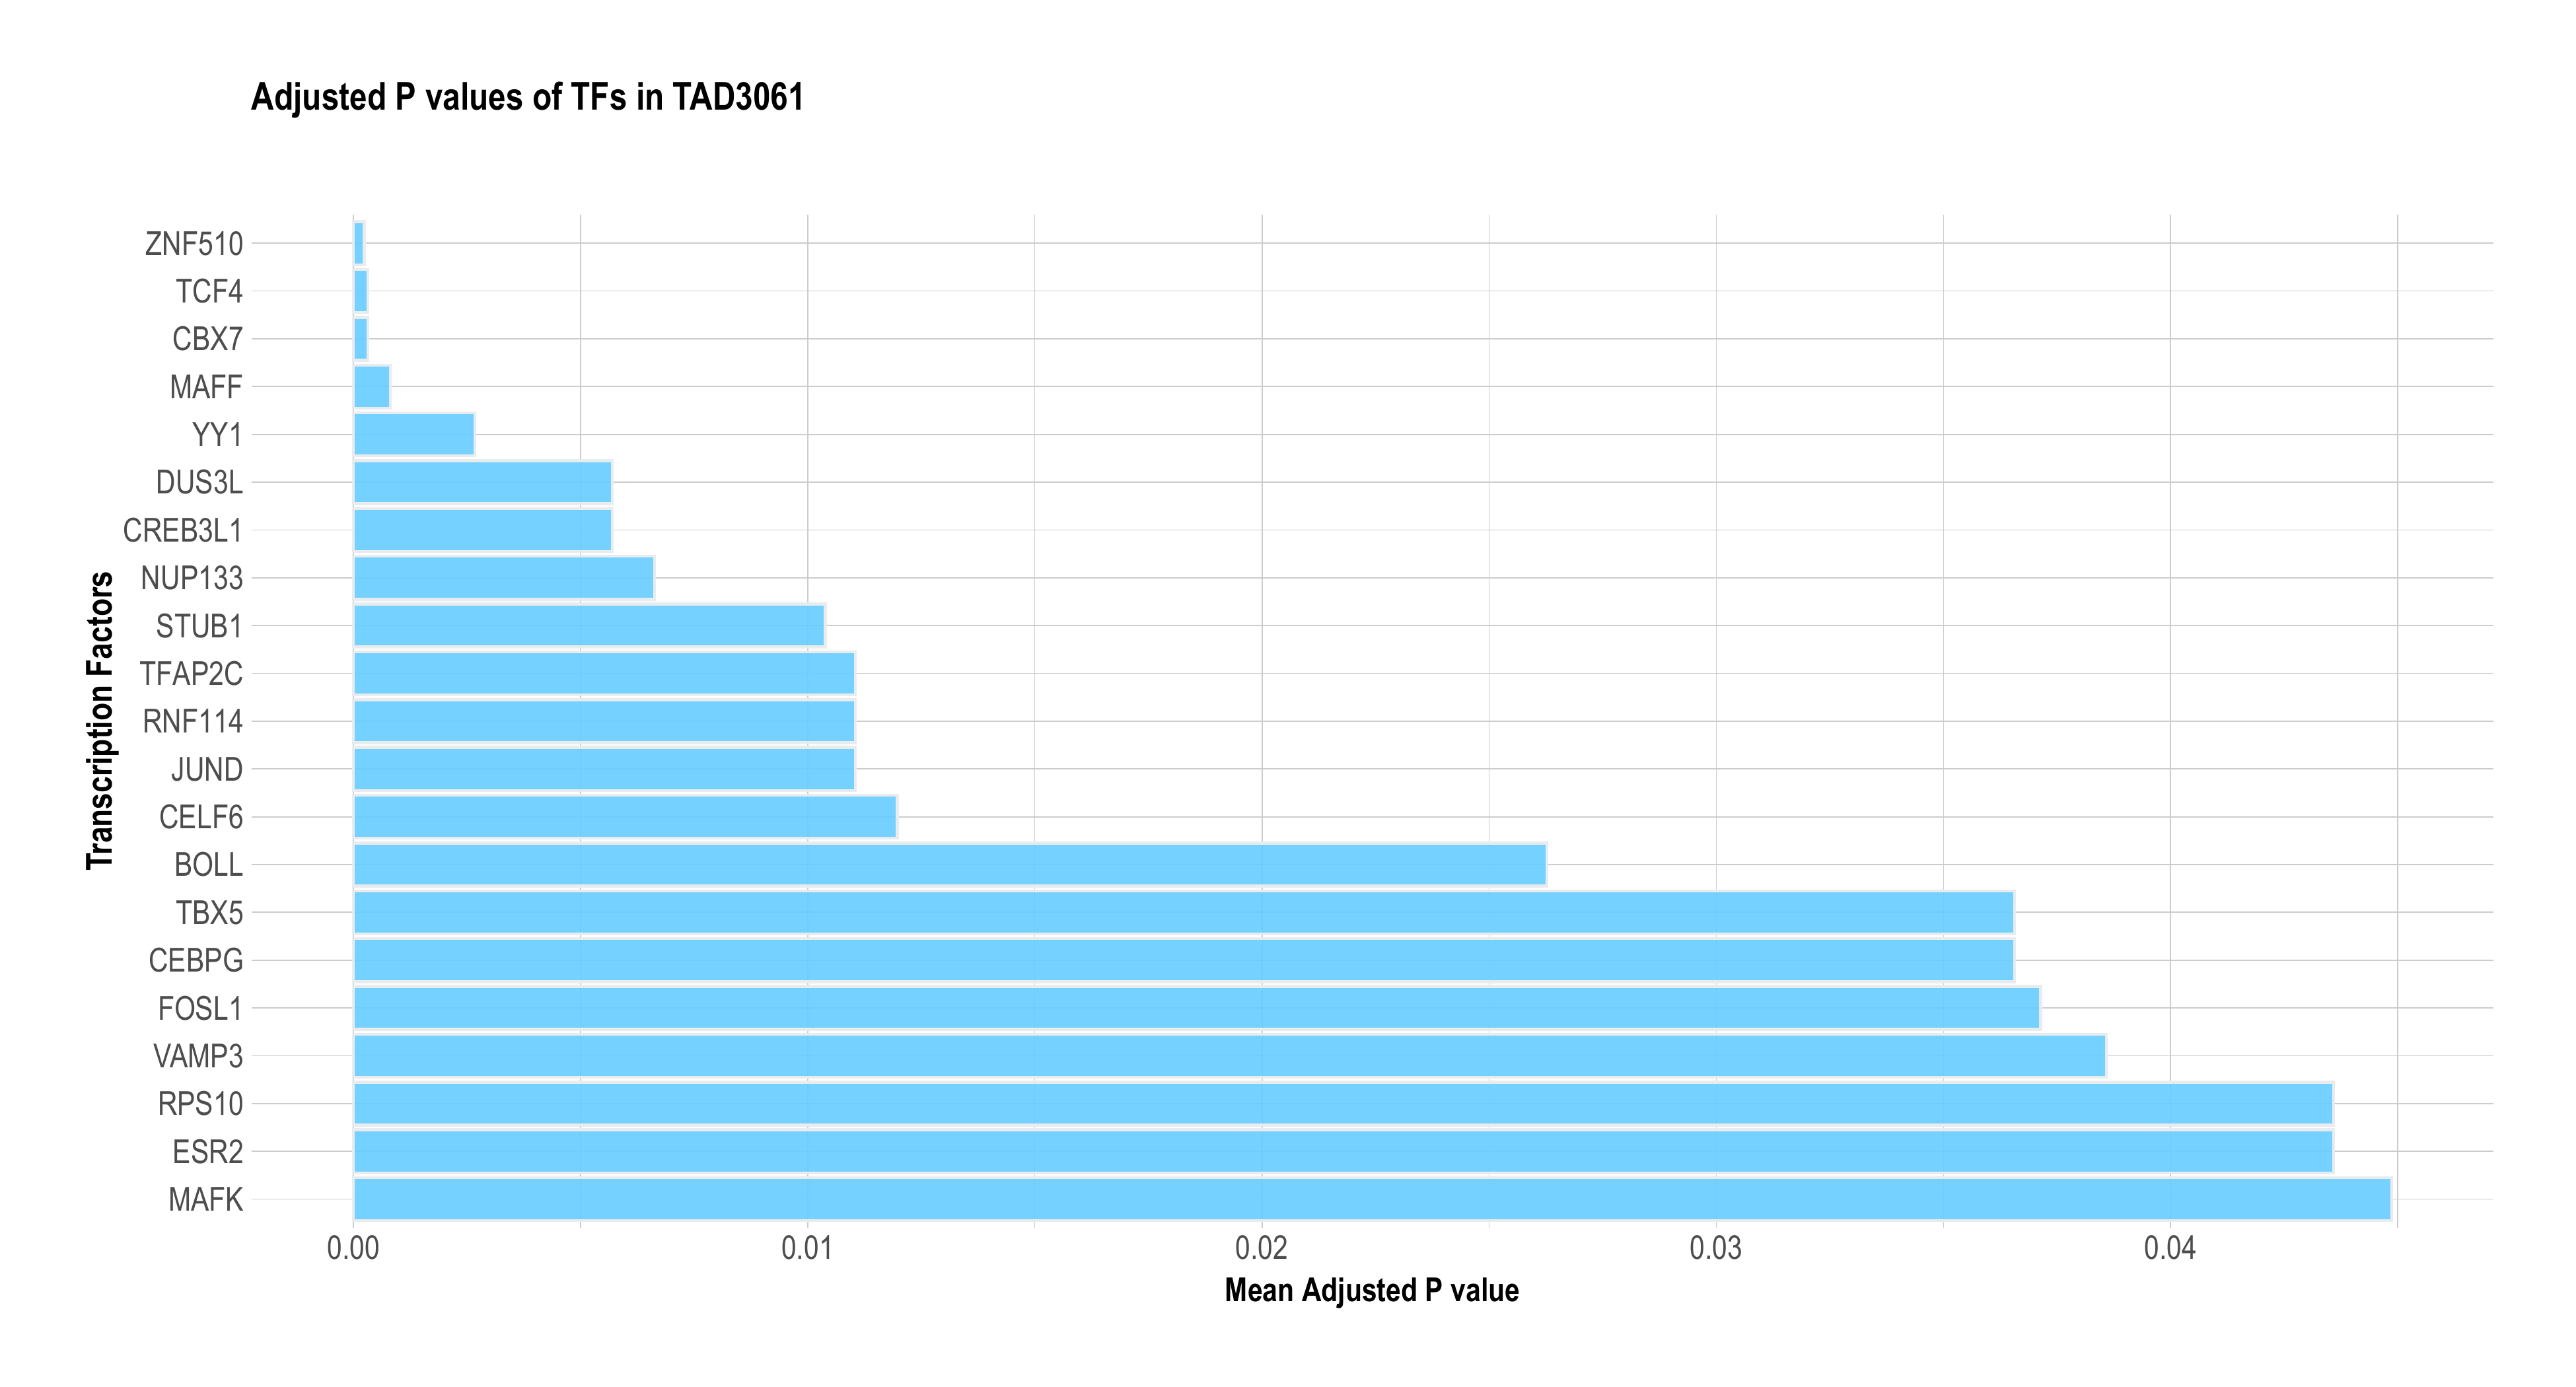 Adjusted P values of TFs in TAD3061
Transcription Factors
ZNF510
TCF4
CBX7
MAFF
YY1
DUS3L
CREB3L1
NUP133
STUB1
TFAP2C
RNF114
JUND
CELF6
BOLL
TBX5
CEBPG
FOSL1
VAMP3
RPS10
ESR2
MAFK
0.00 0.01 0.02 0.03 0.04
Mean Adjusted P value